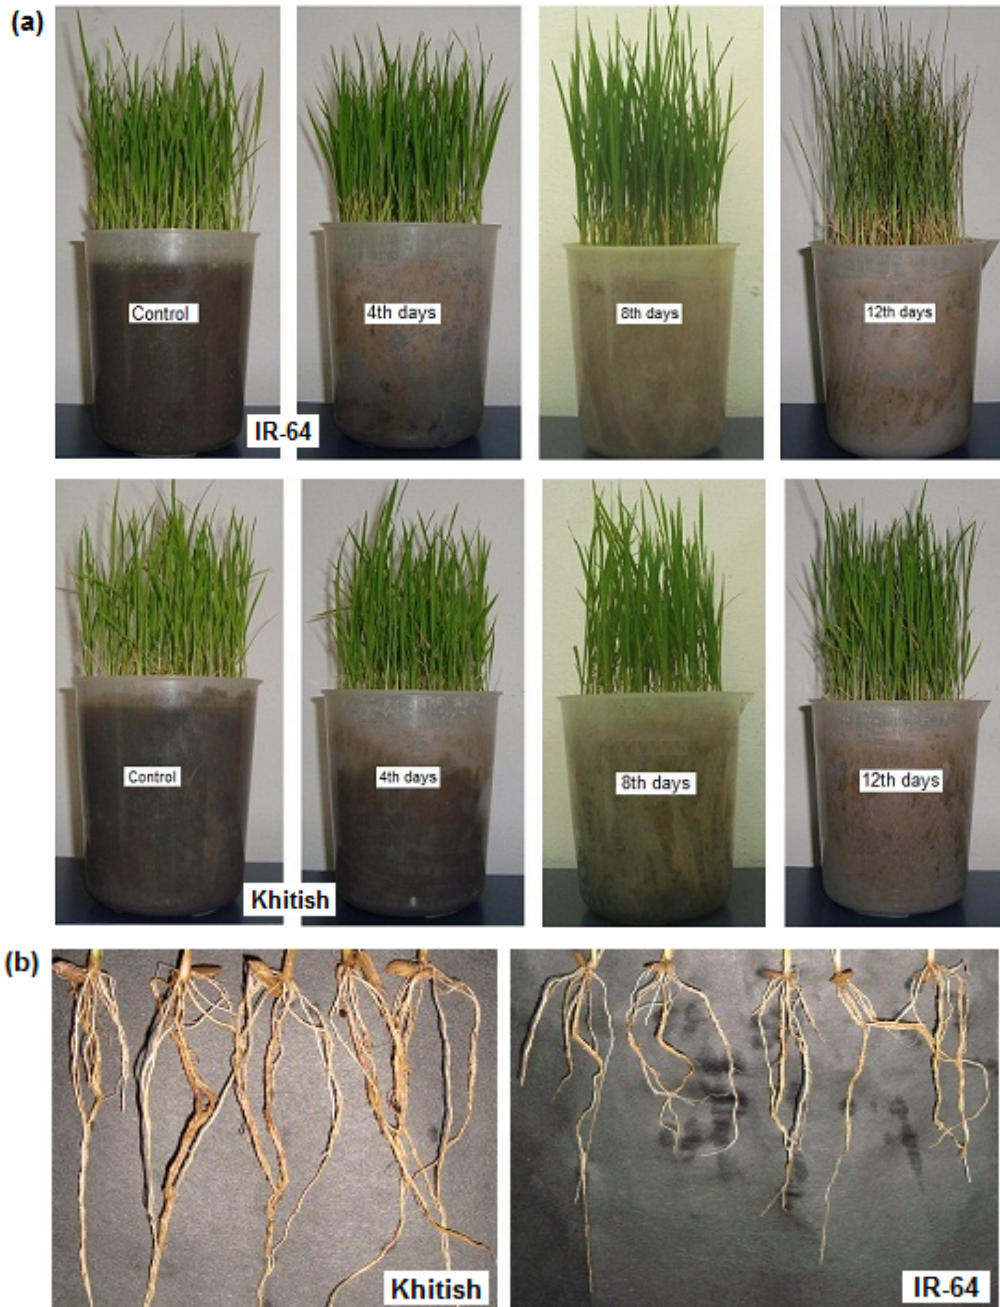 (a)
Control
4th days
8th days
12th days
IR-64
Control
4th days
8th days
12th days
Khitish
(b)
Khitish
IR-64